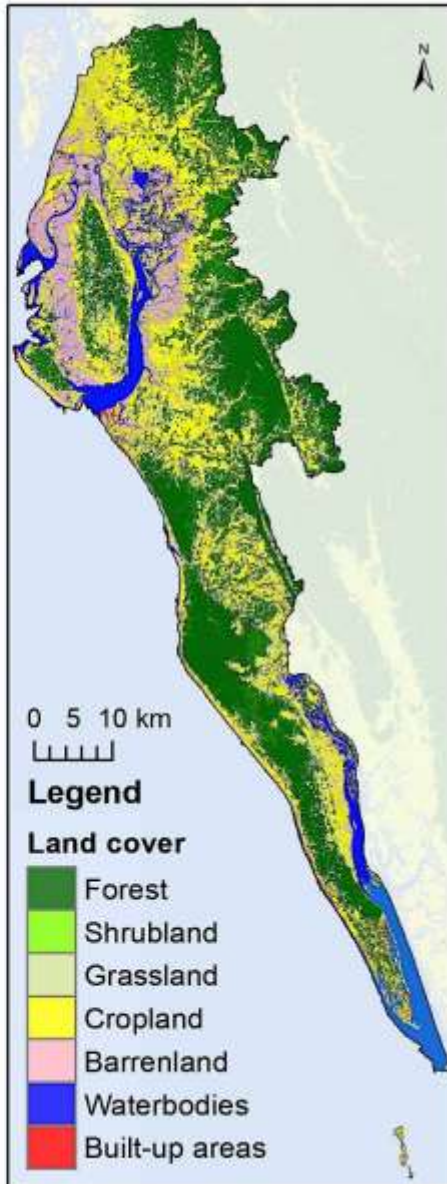 N
0 5 10 km
Legend
Land cover
Forest
Shrubland
Grassland
Cropland
Barrenland
Waterbodies
Built-up areas